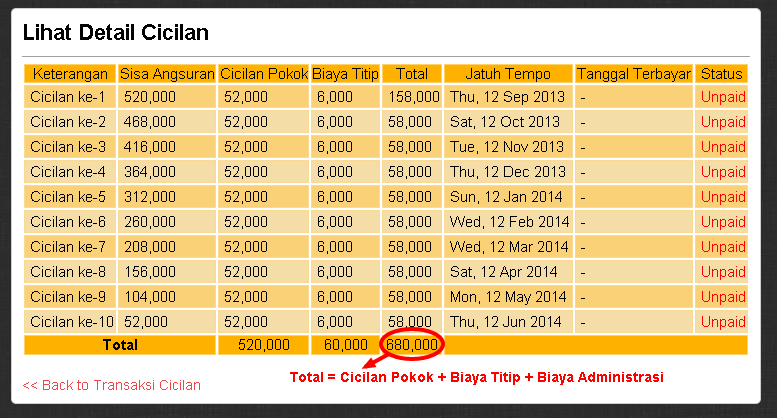 Lihat Detail Cicilan
Keterangan Sisa Angsuran Cicilan Pokok Biaya Titip Total Jatuh Tempo Tanggal Terbayar Status
Cicilan ke-1 520,000 52,000 6,000 158,000 Thu, 12 Sep 2013 - Unpaid
Cicilan ke-2 468,000 52,000 6,000 58,000 Sat, 12 Oct 2013 - Unpaid
Cicilan ke-3 416,000 52,000 6,000 58,000 Tue, 12 Nov 2013 - Unpaid
Cicilan ke-4 364,000 52,000 6,000 58,000 Thu, 12 Dec 2013 - Unpaid
Cicilan ke-5 312,000 52,000 6,000 58,000 Sun, 12 Jan 2014 - Unpaid
Cicilan ke-6 260,000 52,000 6,000 58,000 Wed, 12 Feb 2014 - Unpaid
Cicilan ke-7 208,000 52,000 6,000 58,000 Wed, 12 Mar 2014 - Unpaid
Cicilan ke-8 156,000 52,000 6,000 58,000 Sat, 12 Apr 2014 - Unpaid
Cicilan ke-9 104,000 52,000 6,000 58,000 Mon, 12 May 2014 - Unpaid
Cicilan ke-10 52,000 52,000 6,000 58,000 Thu, 12 Jun 2014 - Unpaid
Total 520,000 60,000 680,000
Total = Cicilan Pokok + Biaya Titip + Biaya Administrasi
<< Back to Transaksi Cicilan